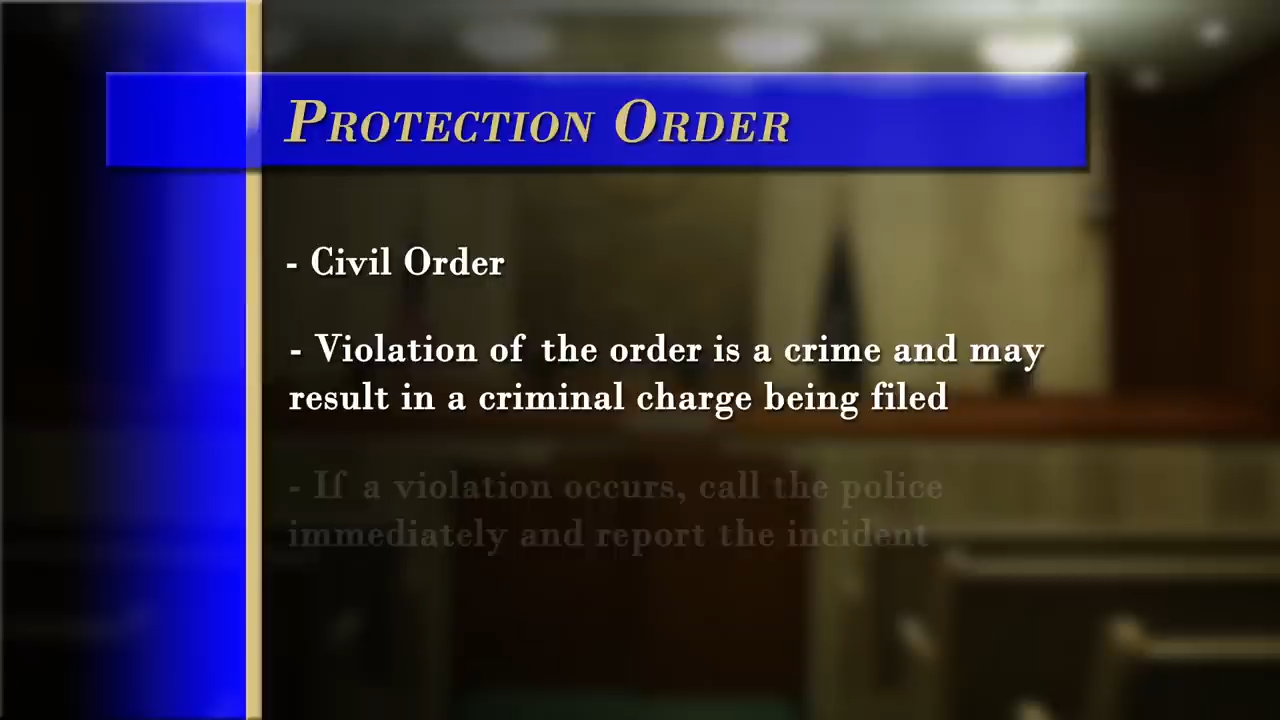 PROTECTION ORDER
- Civil Order
- Violation of the order is a crime and may
result in a criminal charge being filed
- If a violation occurs, call the police
immediately and report the incident